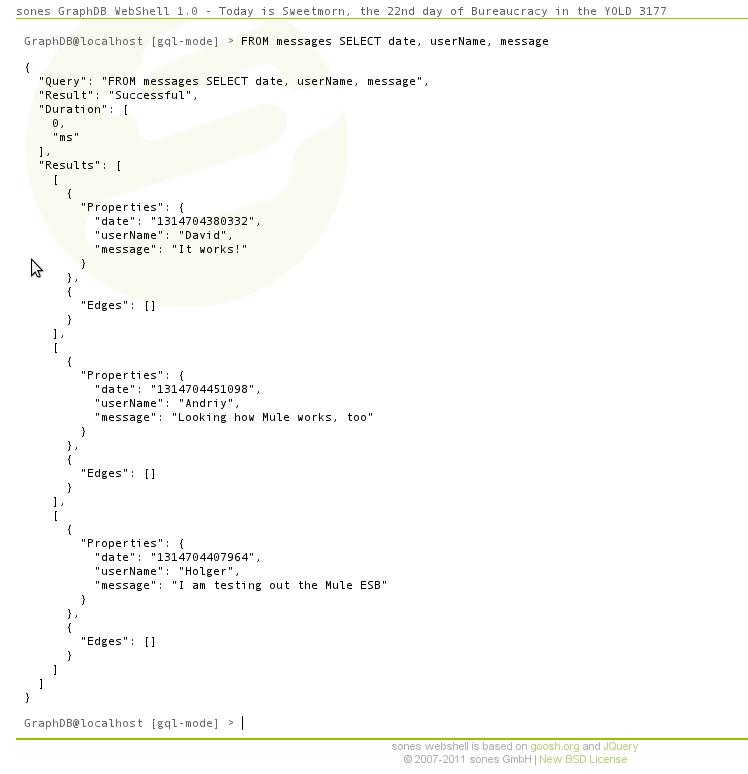 sones GraphDB WebShell 1.0 - Today is Sweetmorn, the 22nd day of Bureaucracy in the YOLD 3177
GraphDB@localhost [gql-mode] > FROM messages SELECT date, userName, message
{
  "Query": "FROM messages SELECT date, userName, message",
  "Result": "Successful",
  "Duration": [
    0,
    "ms"
  ],
  "Results": [
    [
      {
        "Properties": {
          "date": "1314704380332",
          "userName": "David",
          "message": "It works!"
        }
      },
      {
        "Edges": []
      }
    ],
    [
      {
        "Properties": {
          "date": "1314704451098",
          "userName": "Andriy",
          "message": "Looking how Mule works, too"
        }
      },
      {
        "Edges": []
      }
    ],
    [
      {
        "Properties": {
          "date": "1314704407964",
          "userName": "Holger",
          "message": "I am testing out the Mule ESB"
        }
      },
      {
        "Edges": []
      }
    ]
  ]
}
GraphDB@localhost [gql-mode] >
sones webshell is based on goosh.org and JQuery
© 2007-2011 sones GmbH | New BSD License